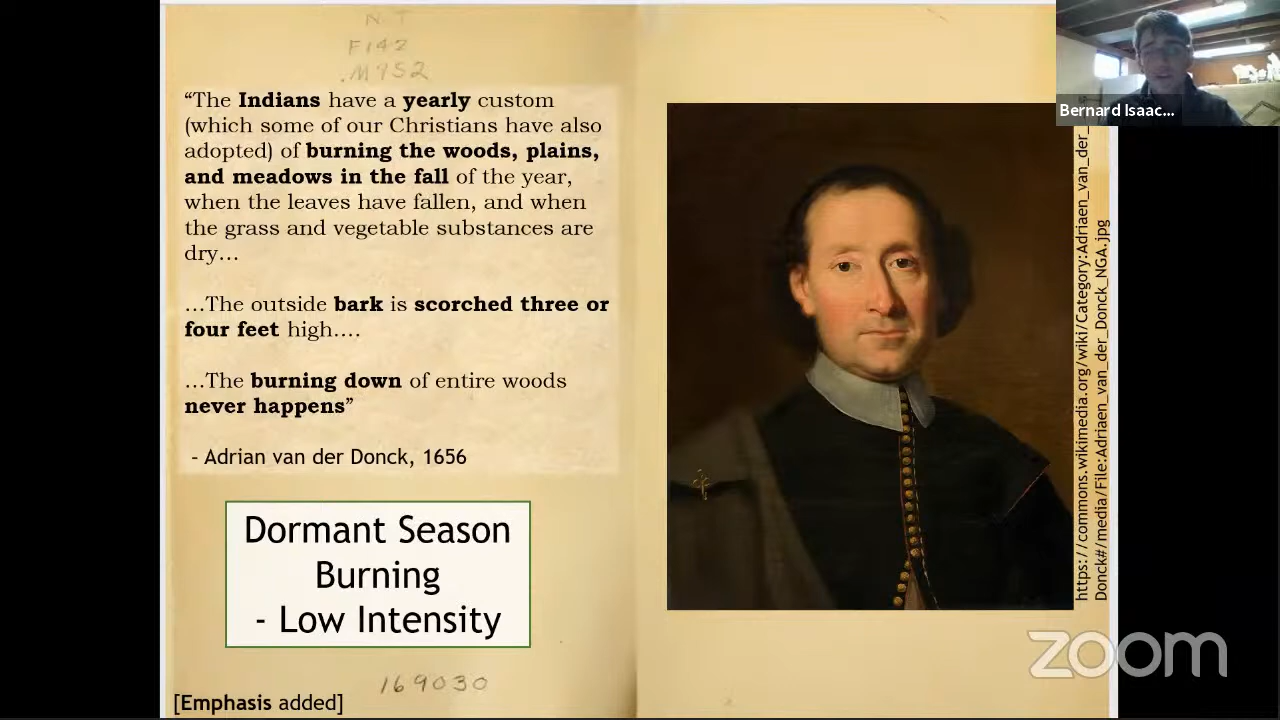 N T
F142
.M952
“The Indians have a yearly custom
(which some of our Christians have also
adopted) of burning the woods, plains,
and meadows in the fall of the year,
when the leaves have fallen, and when
the grass and vegetable substances are
dry…
…The outside bark is scorched three or
four feet high….
…The burning down of entire woods
never happens”
- Adrian van der Donck, 1656
Dormant Season
Burning
- Low Intensity
169030
[Emphasis added]
Bernard Isaac...
https://commons.wikimedia.org/wiki/Category:Adriaen_van_der_
Donck#/media/File:Adriaen_van_der_Donck_NGA.jpg
zoom